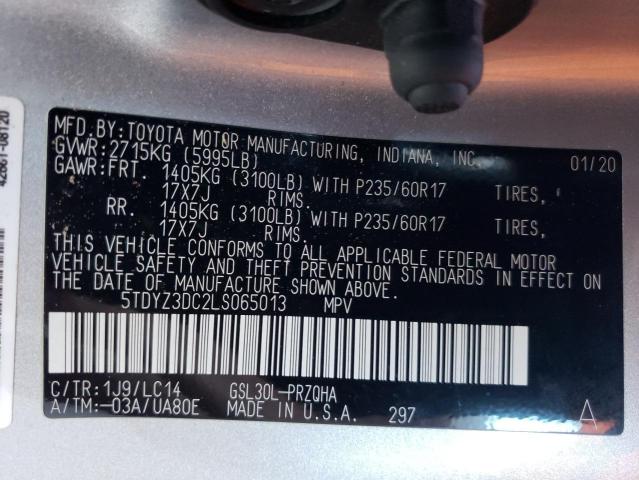 42661-08120
MFD.BY:TOYOTA MOTOR MANUFACTURING, INDIANA, INC. 01/20
GVWR:2715KG (5995LB)
GAWR:FRT. 1405KG (3100LB) WITH P235/60R17 TIRES,
17X7J RIMS.
RR. 1405KG (3100LB) WITH P235/60R17 TIRES,
17X7J RIMS.
THIS VEHICLE CONFORMS TO ALL APPLICABLE FEDERAL MOTOR
VEHICLE SAFETY AND THEFT PREVENTION STANDARDS IN EFFECT ON
THE DATE OF MANUFACTURE SHOWN ABOVE.
5TDYZ3DC2LS065013 MPV
C/TR:1J9/LC14 GSL30L-PRZQHA
A/TM:-03A/UA80E MADE IN U.S.A. 297 A